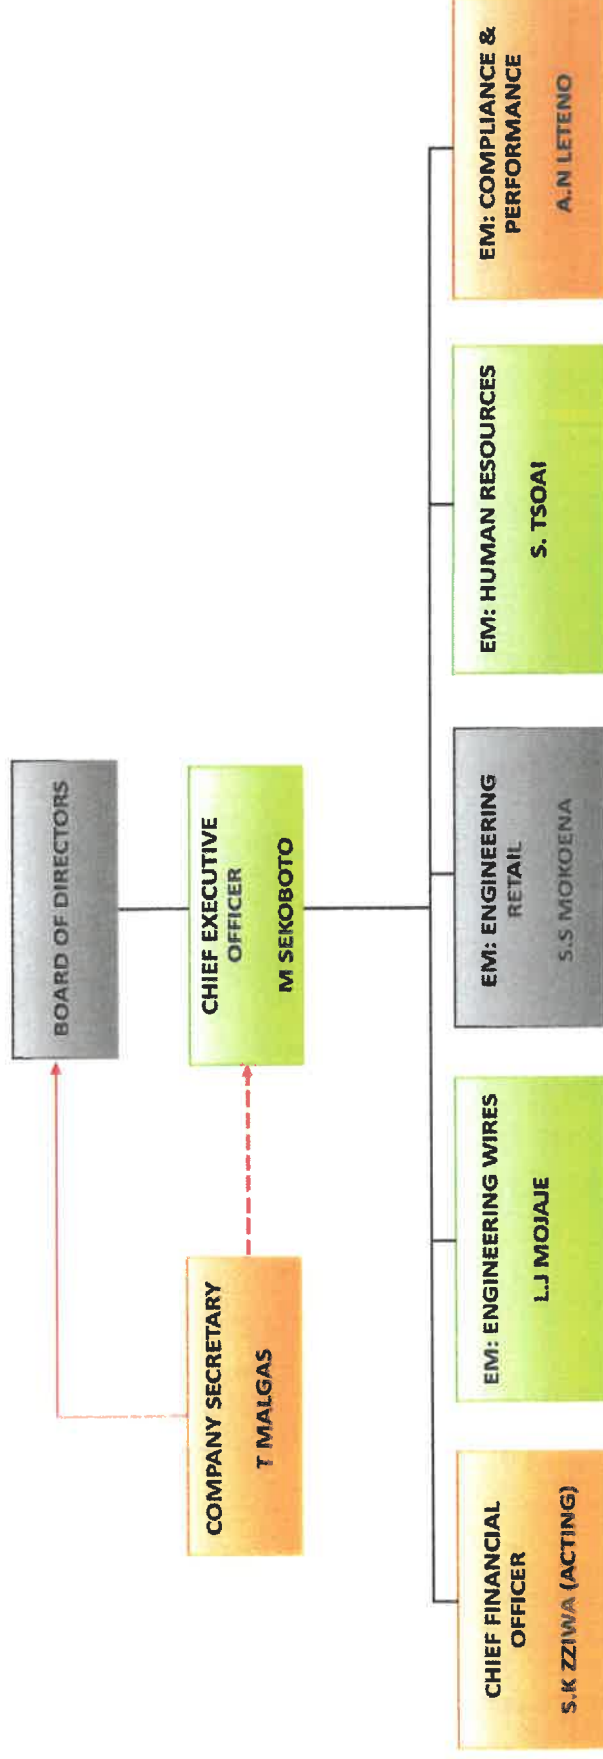 BOARD OF DIRECTORS
CHIEF EXECUTIVE
OFFICER
M SEKOBOTO
COMPANY SECRETARY
T MALGAS
CHIEF FINANCIAL
OFFICER
S.K ZZIWA (ACTING)
EM: ENGINEERING WIRES
L.J MOJAJE
EM: ENGINEERING
RETAIL
S.S MOKOENA
EM: HUMAN RESOURCES
S. TSOAI
EM: COMPLIANCE &
PERFORMANCE
A.N LETENO